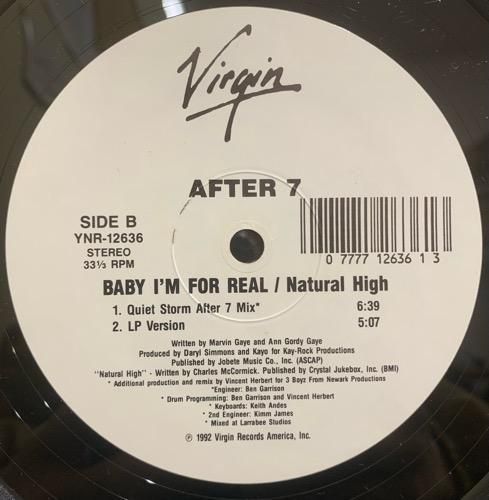 Virgin
AFTER 7
SIDE B
YNR-12636
STEREO
33⅓ RPM
0 7777 12636 1 3
BABY I'M FOR REAL / Natural High
1. Quiet Storm After 7 Mix* 6:39
2. LP Version 5:07
Written by Marvin Gaye and Ann Gordy Gaye
Produced by Daryl Simmons and Kayo for Kay-Rock Productions
Published by Jobete Music Co., Inc. (ASCAP)
"Natural High" - Written by Charles McCormick. Published by Crystal Jukebox, Inc. (BMI)
* Additional production and remix by Vincent Herbert for 3 Boyz From Newark Productions
*Engineer: Ben Garrison
* Drum Programming: Ben Garrison and Vincent Herbert
* Keyboards: Keith Andes
* 2nd Engineer: Kimm James
* Mixed at Larrabee Studios
℗ 1992 Virgin Records America, Inc.